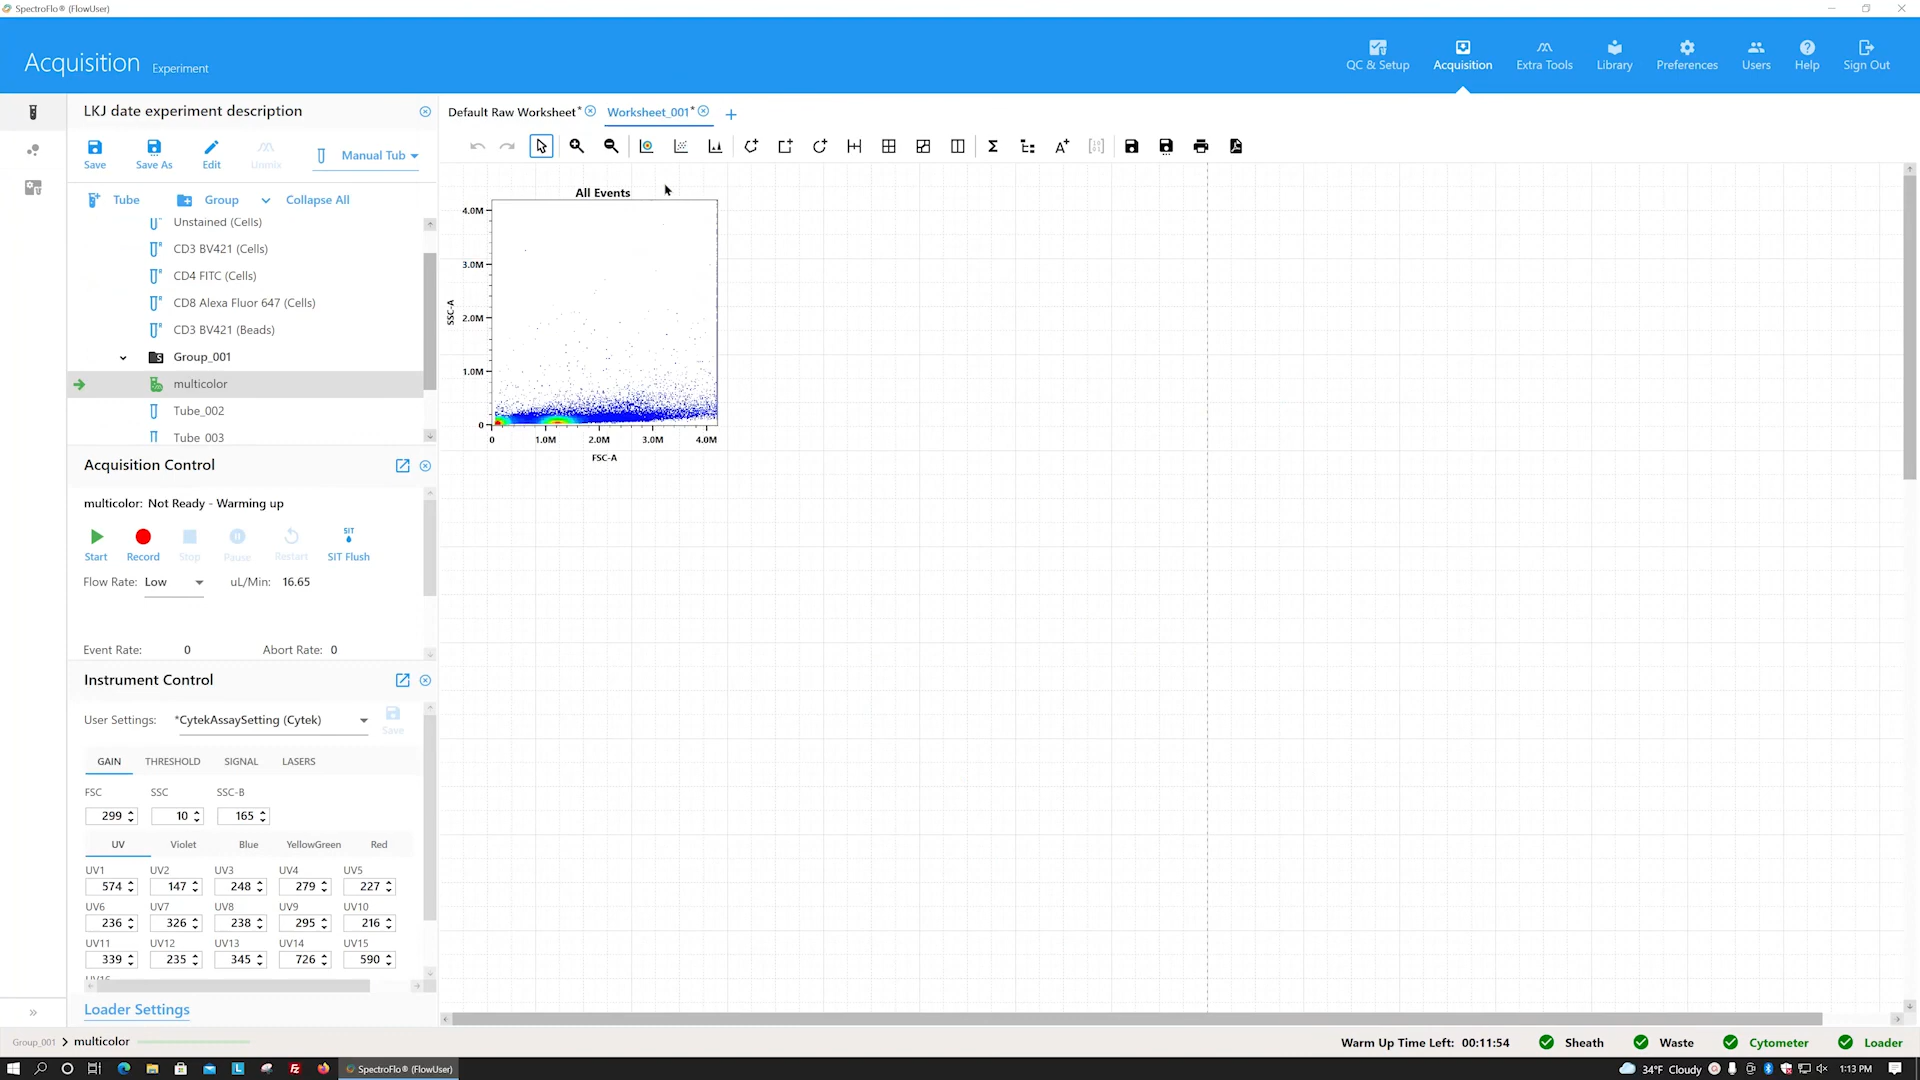 SpectroFlo® (FlowUser)
Acquisition Experiment
QC & Setup
Acquisition
Extra Tools
Library
Preferences
Users
Help
Sign Out
LKJ date experiment description
Save
Save As
Edit
Unmix
Manual Tub
Tube
Group
Collapse All
Unstained (Cells)
CD3 BV421 (Cells)
CD4 FITC (Cells)
CD8 Alexa Fluor 647 (Cells)
CD3 BV421 (Beads)
Group_001
multicolor
Tube_002
Tube_003
Acquisition Control
multicolor: Not Ready - Warming up
Start
Record
Stop
Pause
Restart
SIT
SIT Flush
Flow Rate: Low uL/Min: 16.65
Event Rate: 0 Abort Rate: 0
Instrument Control
User Settings: *CytekAssaySetting (Cytek)
Save
GAIN THRESHOLD SIGNAL LASERS
FSC SSC SSC-B
299 10 165
UV Violet Blue YellowGreen Red
UV1 UV2 UV3 UV4 UV5
574 147 248 279 227
UV6 UV7 UV8 UV9 UV10
236 326 238 295 216
UV11 UV12 UV13 UV14 UV15
339 235 345 726 590
UV16
Loader Settings
Default Raw Worksheet*
Worksheet_001*
All Events
4.0M
3.0M
2.0M
1.0M
0
SSC-A
0 1.0M 2.0M 3.0M 4.0M
FSC-A
Group_001 > multicolor
Warm Up Time Left: 00:11:54
Sheath
Waste
Cytometer
Loader
SpectroFlo® (FlowUser)
34°F Cloudy
1:13 PM